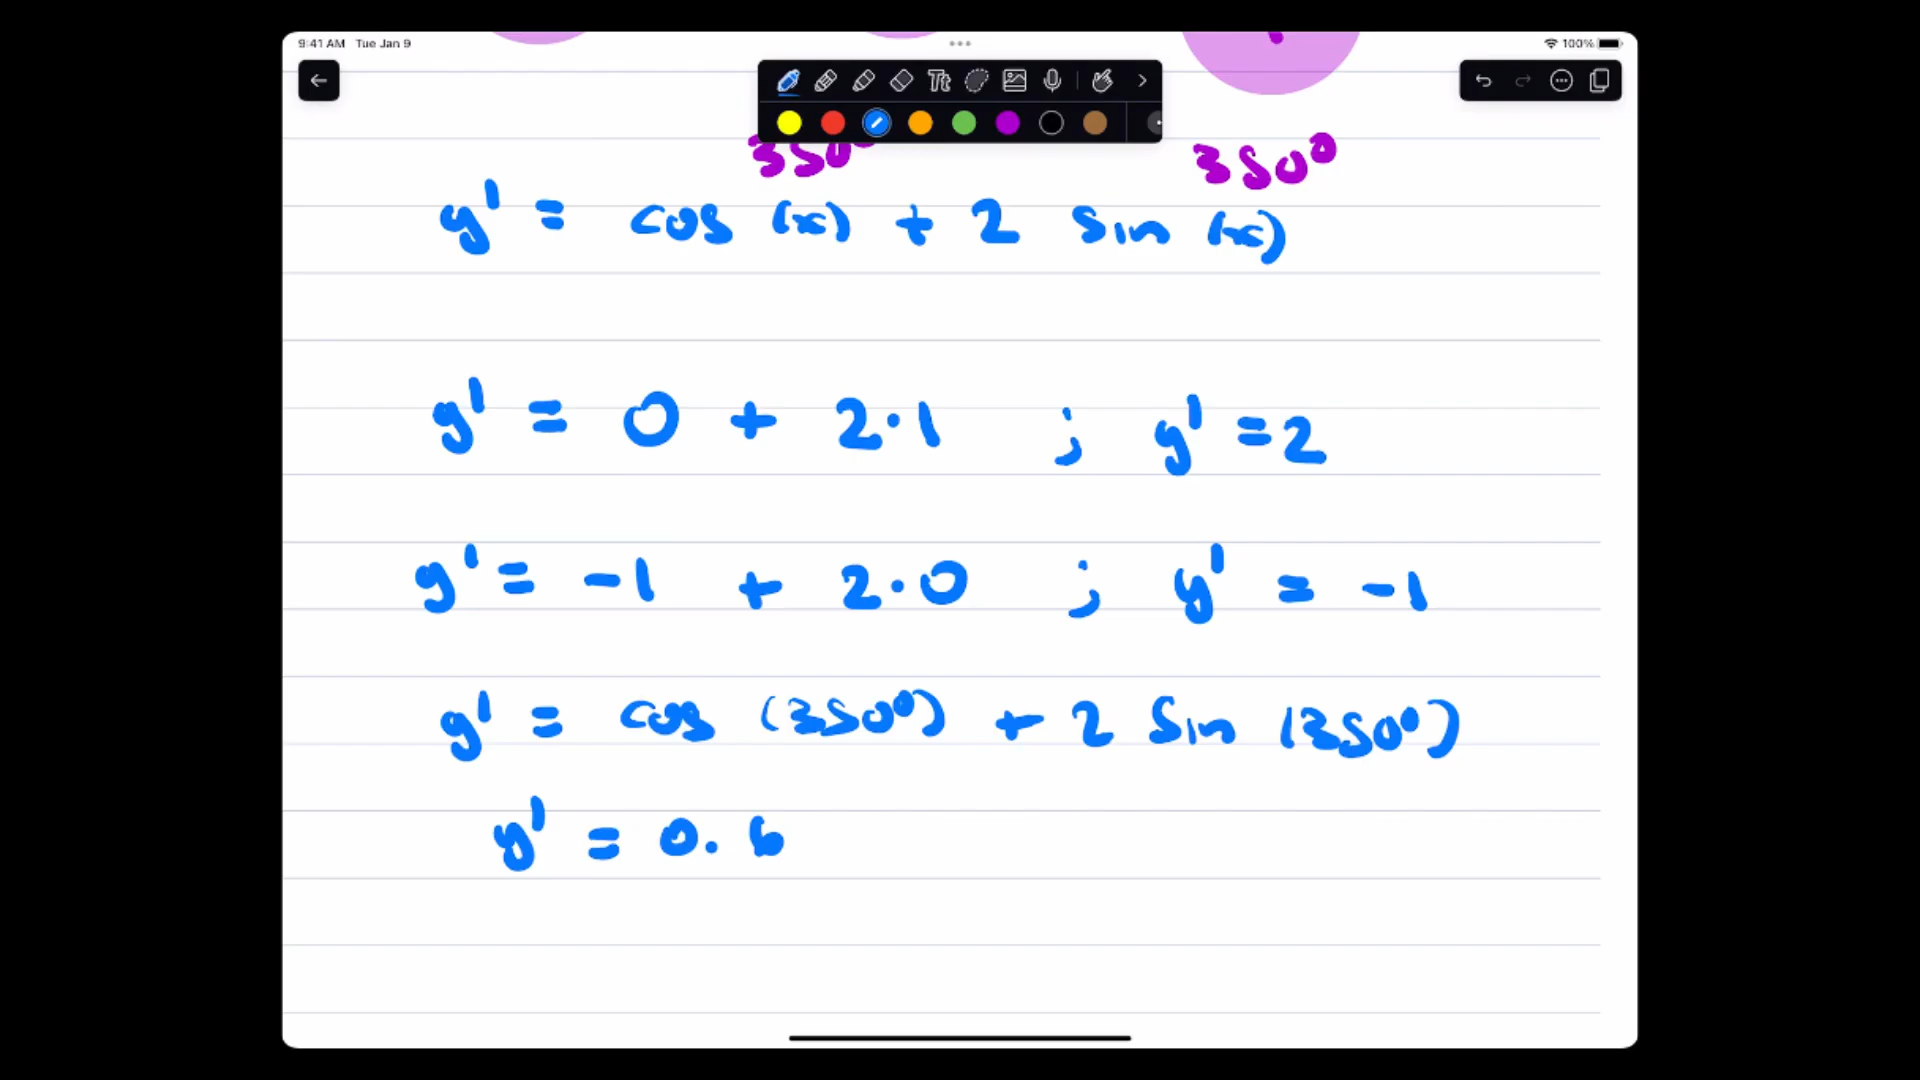 9:41 AM Tue Jan 9
100%
Tt
350°
350°
y' = cos (x) + 2 sin (x)
y' = 0 + 2·1 ; y' = 2
y' = -1 + 2·0 ; y' = -1
y' = cos (350°) + 2 sin (350°)
y' = 0.6